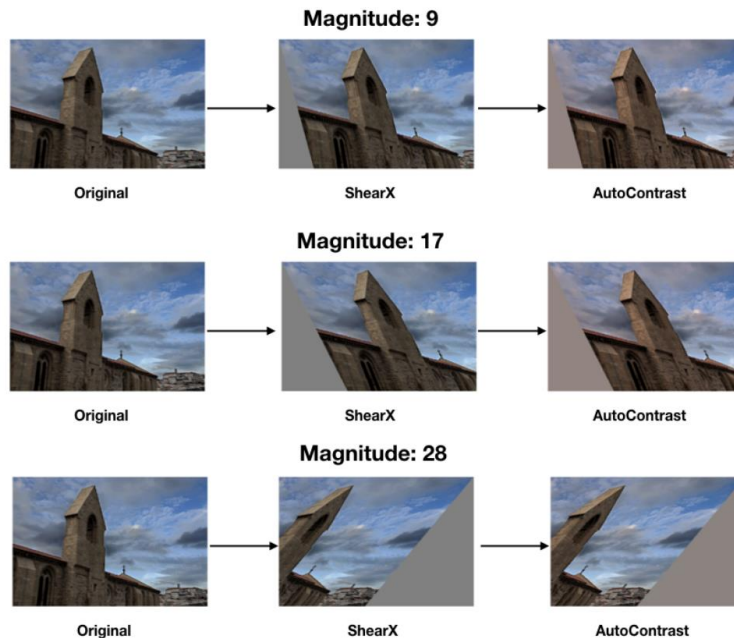 Magnitude: 9
Original
ShearX
AutoContrast
Magnitude: 17
Original
ShearX
AutoContrast
Magnitude: 28
Original
ShearX
AutoContrast